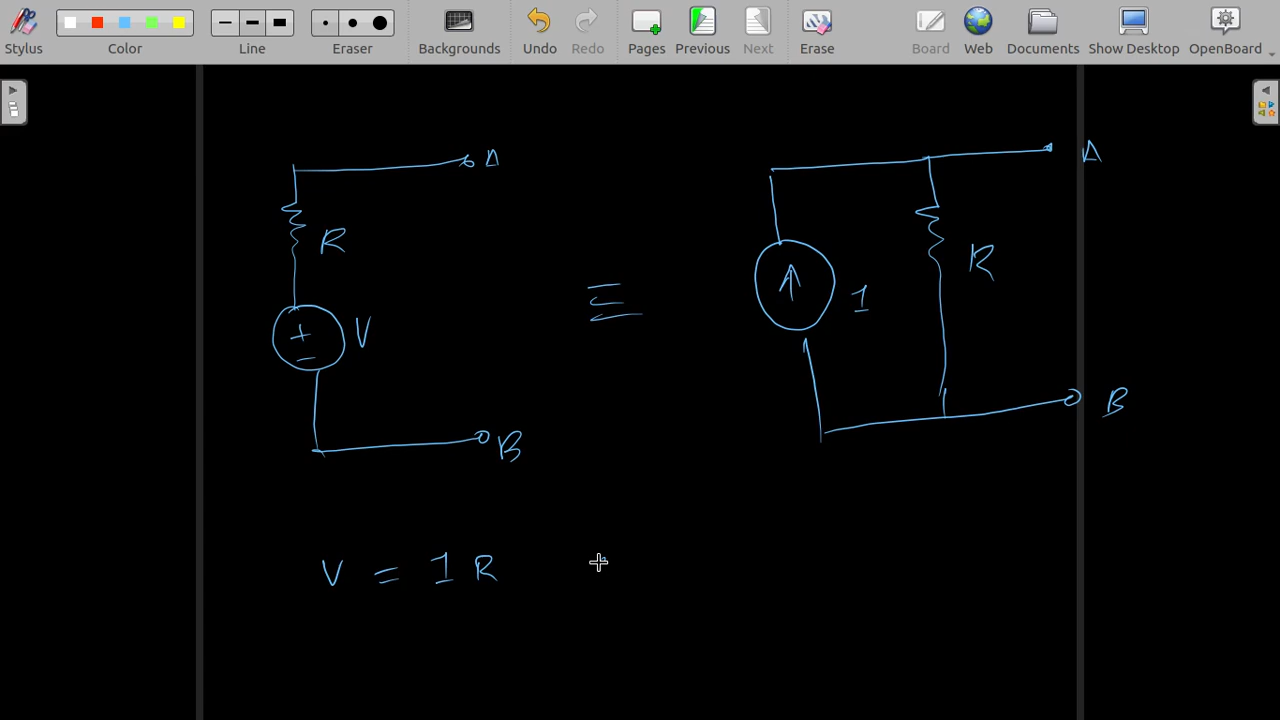 Stylus
Color
Line
Eraser
Backgrounds
Undo
Redo
Pages
Previous
Next
Erase
Board
Web
Documents
Show Desktop
OpenBoard
A
R
+
−
V
B
≡
A
R
I
B
V = I R